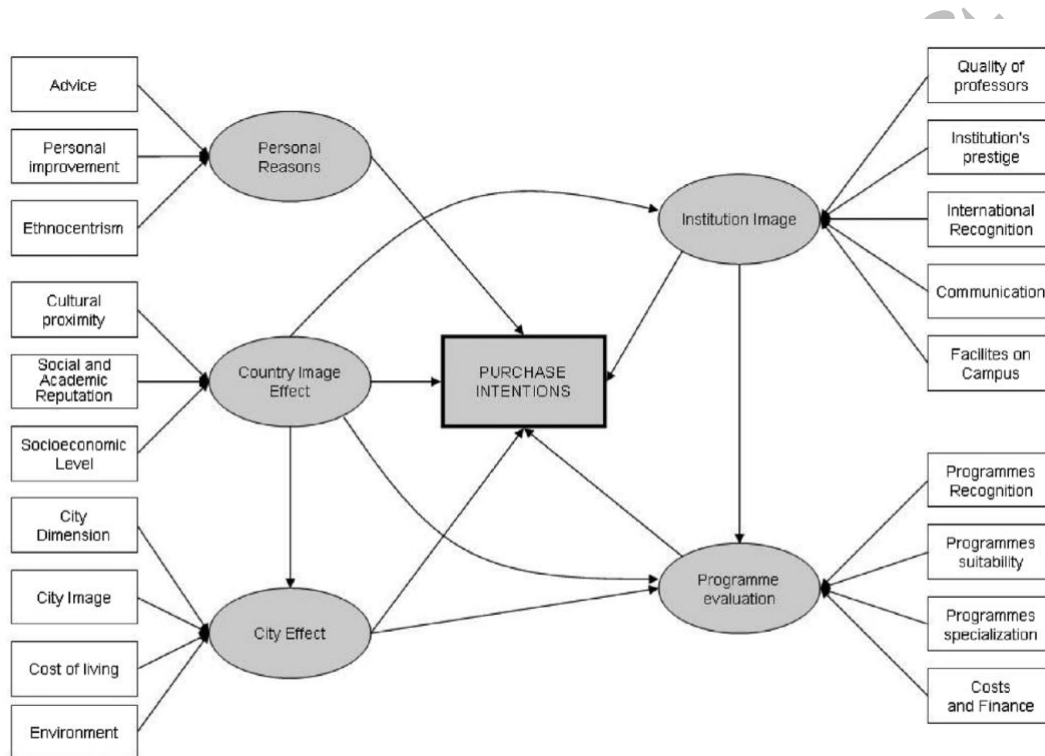 Advice
Personal
improvement
Ethnocentrism
Cultural
proximity
Social and
Academic
Reputation
Socioeconomic
Level
City
Dimension
City Image
Cost of living
Environment
Personal
Reasons
Country Image
Effect
City Effect
PURCHASE
INTENTIONS
Institution Image
Programme
evaluation
Quality of
professors
Institution's
prestige
International
Recognition
Communication
Facilites on
Campus
Programmes
Recognition
Programmes
suitability
Programmes
specialization
Costs
and Finance